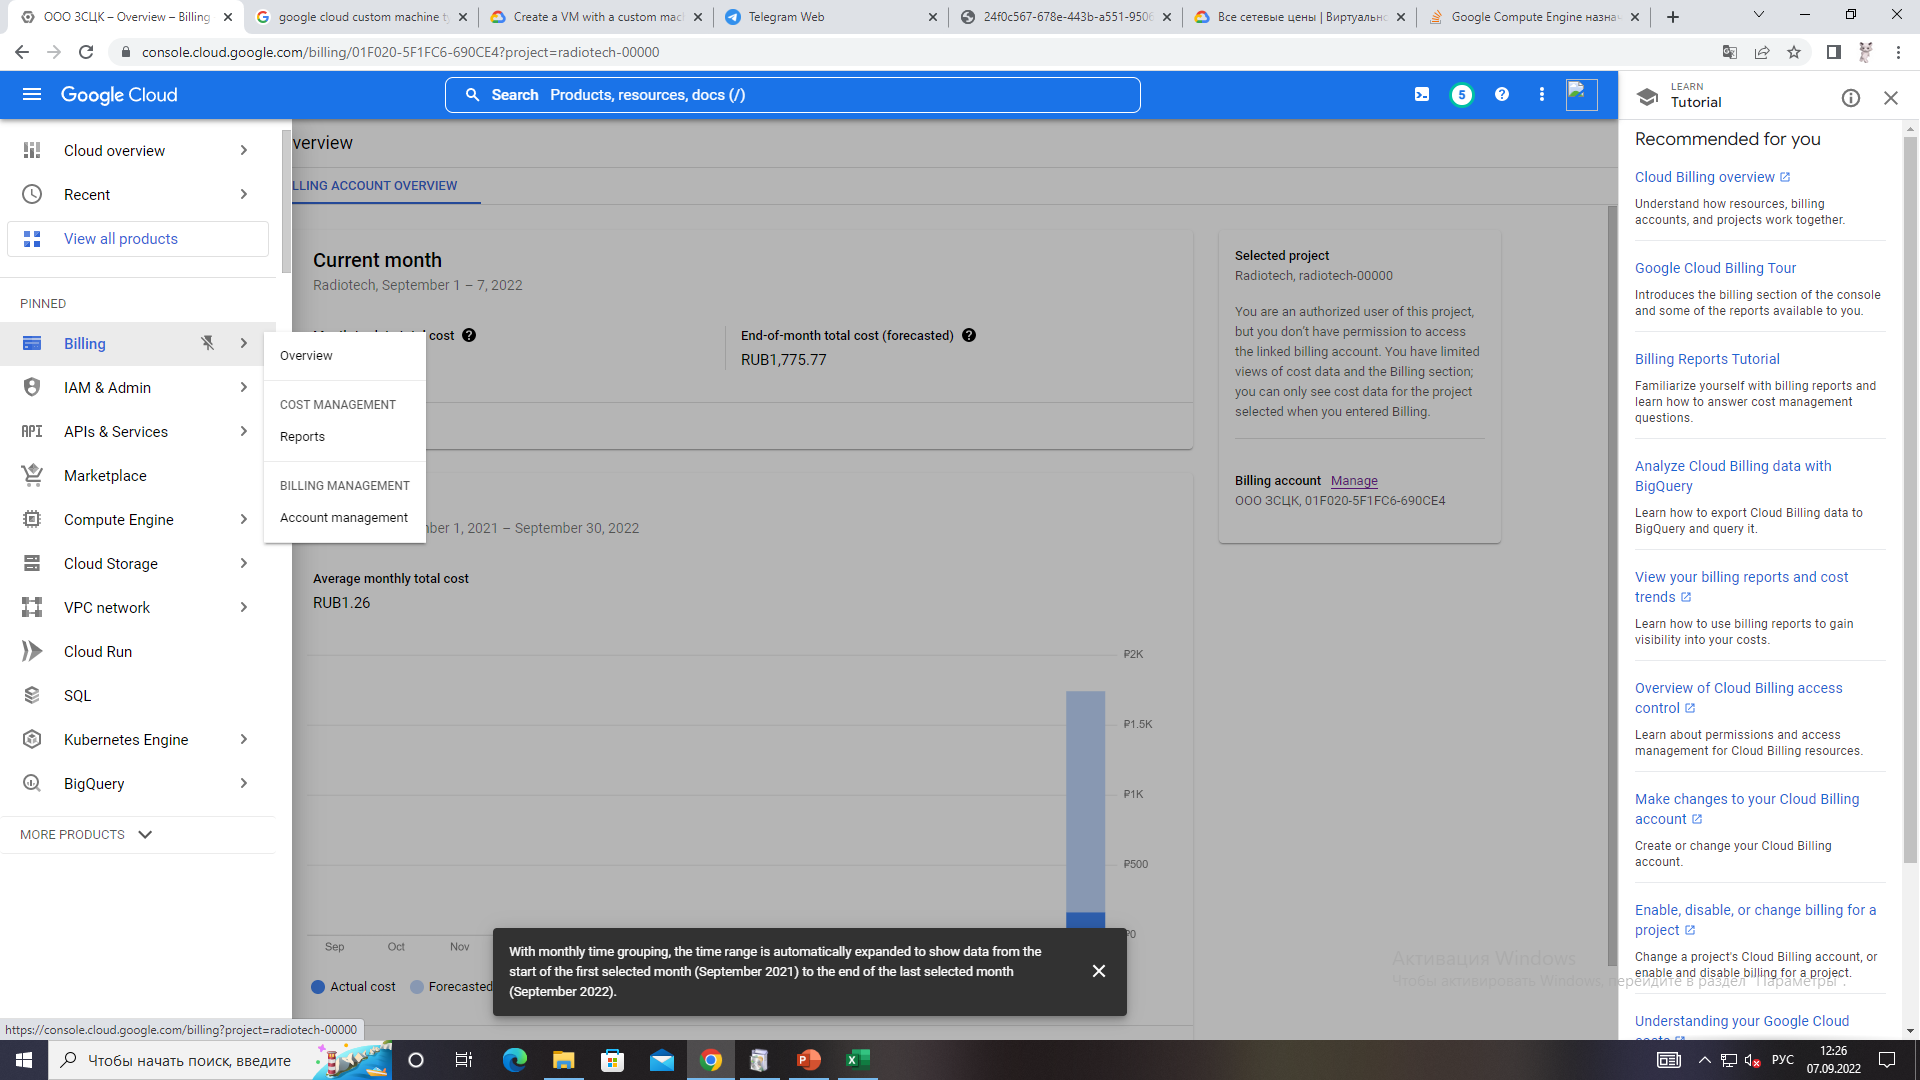 ООО ЗСЦК – Overview – Billing
google cloud custom machine ty
Create a VM with a custom mac
Telegram Web
24f0c567-678e-443b-a551-9506
Все сетевые цены | Виртуально
Google Compute Engine назнач
console.cloud.google.com/billing/01F020-5F1FC6-690CE4?project=radiotech-00000
Google Cloud
Search Products, resources, docs (/)
5
LEARN
Tutorial
Cloud overview
Recent
View all products
PINNED
Billing
IAM & Admin
API APIs & Services
Marketplace
Compute Engine
Cloud Storage
VPC network
Cloud Run
SQL
Kubernetes Engine
BigQuery
MORE PRODUCTS
Overview
COST MANAGEMENT
Reports
BILLING MANAGEMENT
Account management
verview
LLING ACCOUNT OVERVIEW
Current month
Radiotech, September 1 – 7, 2022
cost
End-of-month total cost (forecasted)
RUB1,775.77
ber 1, 2021 – September 30, 2022
Average monthly total cost
RUB1.26
₽2K
₽1.5K
₽1K
₽500
₽0
Sep Oct Nov
Actual cost Forecasted
With monthly time grouping, the time range is automatically expanded to show data from the
start of the first selected month (September 2021) to the end of the last selected month
(September 2022).
Selected project
Radiotech, radiotech-00000
You are an authorized user of this project,
but you don't have permission to access
the linked billing account. You have limited
views of cost data and the Billing section;
you can only see cost data for the project
selected when you entered Billing.
Billing account Manage
ООО ЗСЦК, 01F020-5F1FC6-690CE4
Recommended for you
Cloud Billing overview
Understand how resources, billing
accounts, and projects work together.
Google Cloud Billing Tour
Introduces the billing section of the console
and some of the reports available to you.
Billing Reports Tutorial
Familiarize yourself with billing reports and
learn how to answer cost management
questions.
Analyze Cloud Billing data with
BigQuery
Learn how to export Cloud Billing data to
BigQuery and query it.
View your billing reports and cost
trends
Learn how to use billing reports to gain
visibility into your costs.
Overview of Cloud Billing access
control
Learn about permissions and access
management for Cloud Billing resources.
Make changes to your Cloud Billing
account
Create or change your Cloud Billing
account.
Enable, disable, or change billing for a
project
Change a project's Cloud Billing account, or
enable and disable billing for a project.
Understanding your Google Cloud
Активация Windows
Чтобы активировать Windows, перейдите в раздел "Параметры".
https://console.cloud.google.com/billing?project=radiotech-00000
Чтобы начать поиск, введите
РУС
12:26
07.09.2022